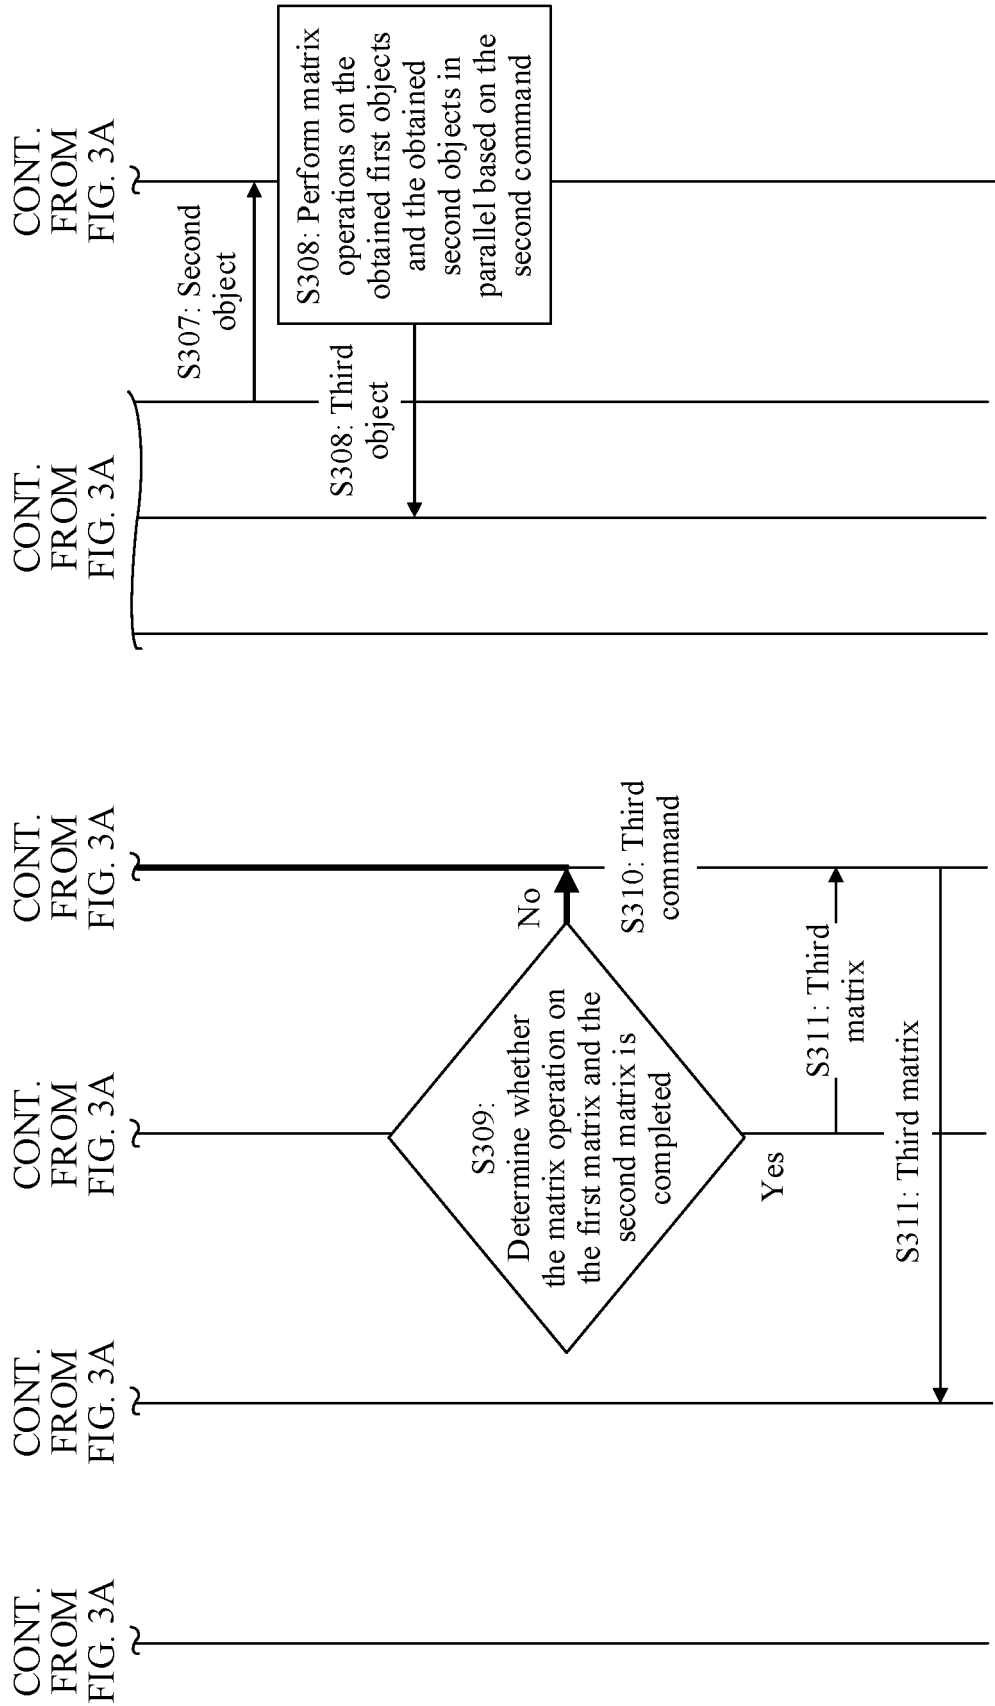 CONT.
FROM
FIG. 3A
CONT.
FROM
FIG. 3A
CONT.
FROM
FIG. 3A
CONT.
FROM
FIG. 3A
CONT.
FROM
FIG. 3A
CONT.
FROM
FIG. 3A
S307: Second
object
S308: Perform matrix
operations on the
obtained first objects
and the obtained
second objects in
parallel based on the
second command
S308: Third
object
S309:
Determine whether
the matrix operation on
the first matrix and the
second matrix is
completed
No
S310: Third
command
Yes
S311: Third
matrix
S311: Third matrix